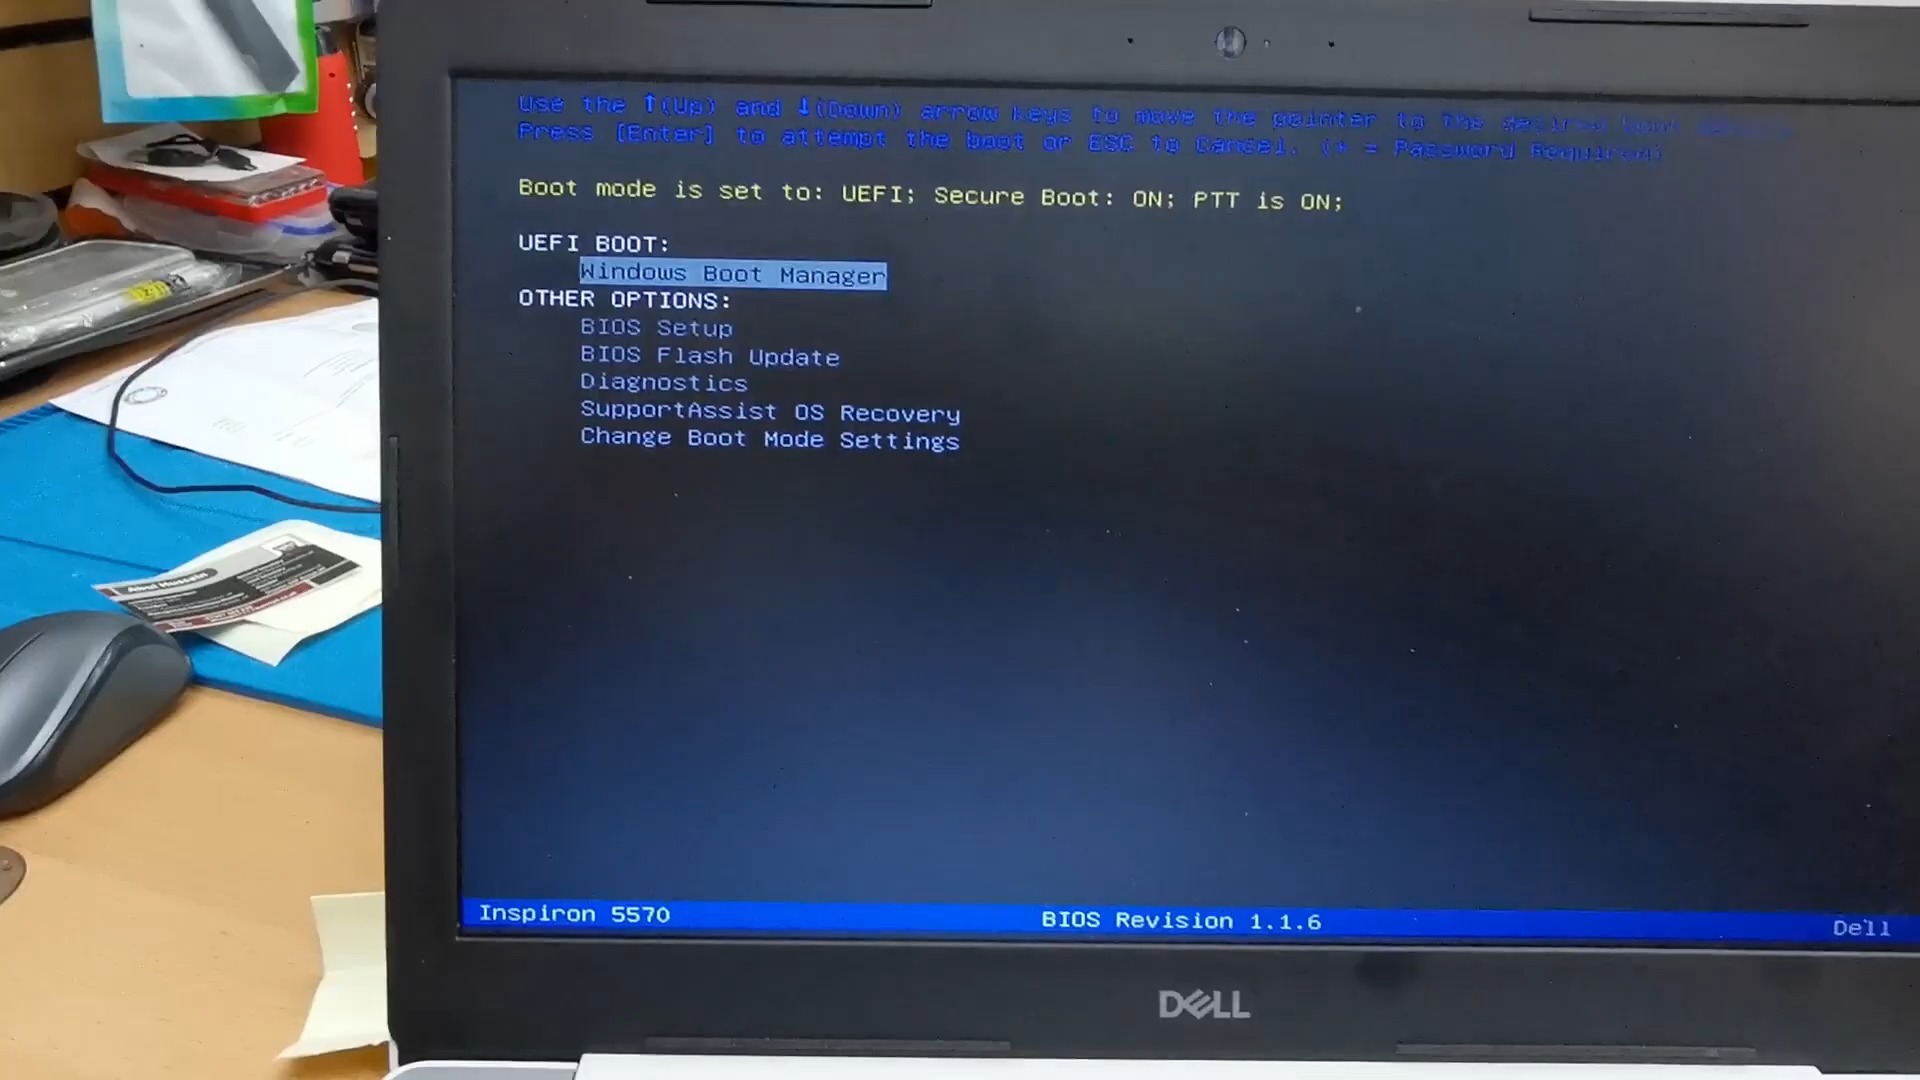 Use the ↑(Up) and ↓(Down) arrow keys to move the pointer to the desired boot
Press [Enter] to attempt the boot or ESC to Cancel. (* = Password Required)
Boot mode is set to: UEFI; Secure Boot: ON; PTT is ON;
UEFI BOOT:
Windows Boot Manager
OTHER OPTIONS:
BIOS Setup
BIOS Flash Update
Diagnostics
SupportAssist OS Recovery
Change Boot Mode Settings
Abul Hussain
Inspiron 5570 BIOS Revision 1.1.6 Dell
DELL